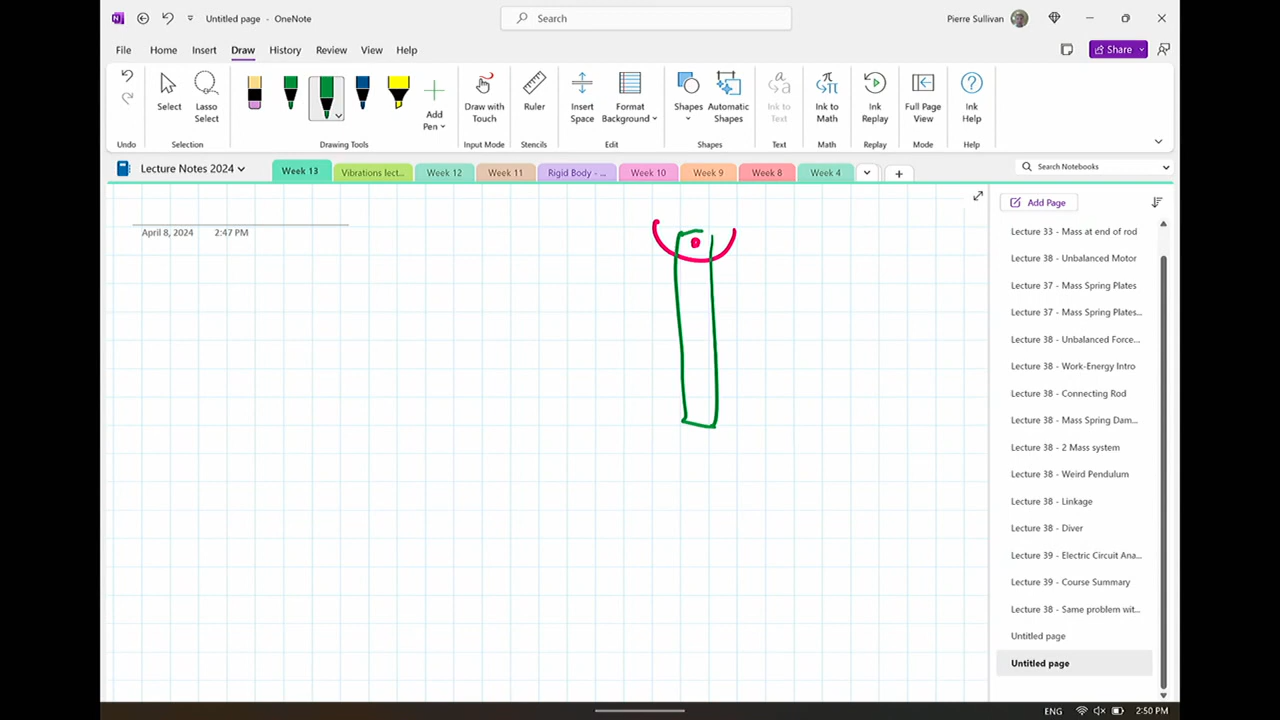 Untitled page - OneNote
Search
Pierre Sullivan
File Home Insert Draw History Review View Help
Share
Select
Lasso Select
Add Pen
Draw with Touch
Ruler
Insert Space
Format Background
Shapes
Automatic Shapes
Ink to Text
Ink to Math
Ink Replay
Full Page View
Ink Help
Undo Selection Drawing Tools Input Mode Stencils Edit Shapes Convert Math Replay Mode Help
Lecture Notes 2024
Week 13 Vibrations lect... Week 12 Week 11 Rigid Body - ... Week 10 Week 9 Week 8 Week 4
Search Notebooks
April 8, 2024 2:47 PM
Add Page
Lecture 33 - Mass at end of rod
Lecture 38 - Unbalanced Motor
Lecture 37 - Mass Spring Plates
Lecture 37 - Mass Spring Plates...
Lecture 38 - Unbalanced Force...
Lecture 38 - Work-Energy Intro
Lecture 38 - Connecting Rod
Lecture 38 - Mass Spring Dam...
Lecture 38 - 2 Mass system
Lecture 38 - Weird Pendulum
Lecture 38 - Linkage
Lecture 38 - Diver
Lecture 39 - Electric Circuit Ana...
Lecture 39 - Course Summary
Lecture 38 - Same problem wit...
Untitled page
Untitled page
ENG 2:50 PM